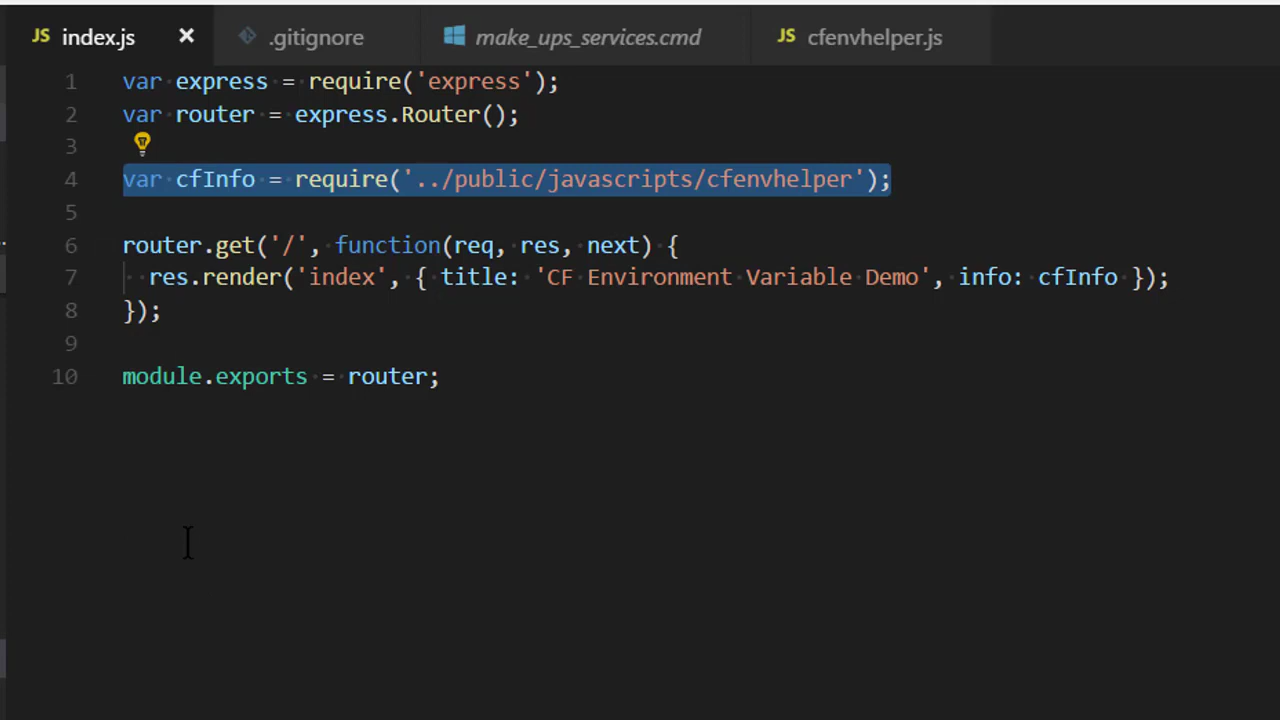 JS index.js × .gitignore make_ups_services.cmd JS cfenvhelper.js
1 var express = require('express');
2 var router = express.Router();
3
4 var cfInfo = require('../public/javascripts/cfenvhelper');
5
6 router.get('/', function(req, res, next) {
7 res.render('index', { title: 'CF Environment Variable Demo', info: cfInfo });
8 });
9
10 module.exports = router;